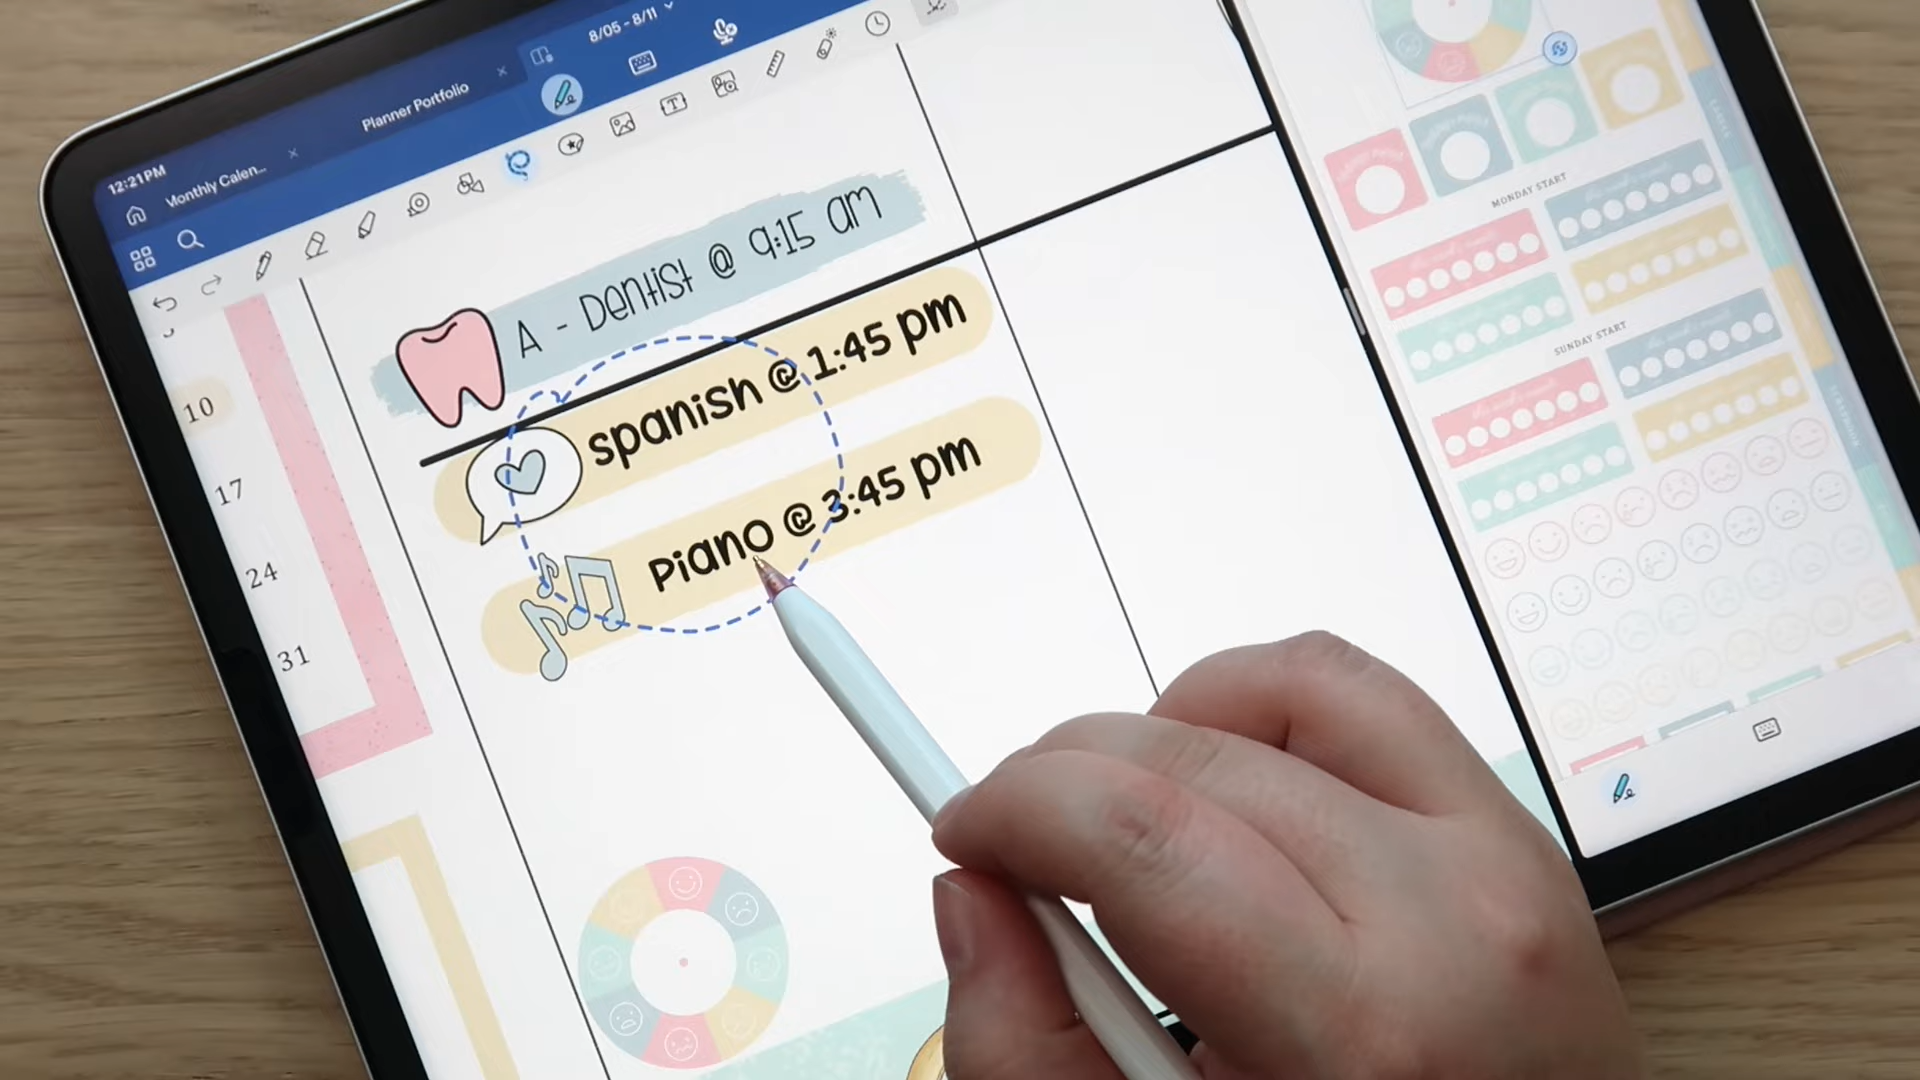 12:21 PM
Monthly Calen...
Planner Portfolio
8/05 - 8/11
A - Dentist @ 9:15 am
spanish @ 1:45 pm
Piano @ 3:45 pm
10
17
24
31
MONDAY START
SUNDAY START